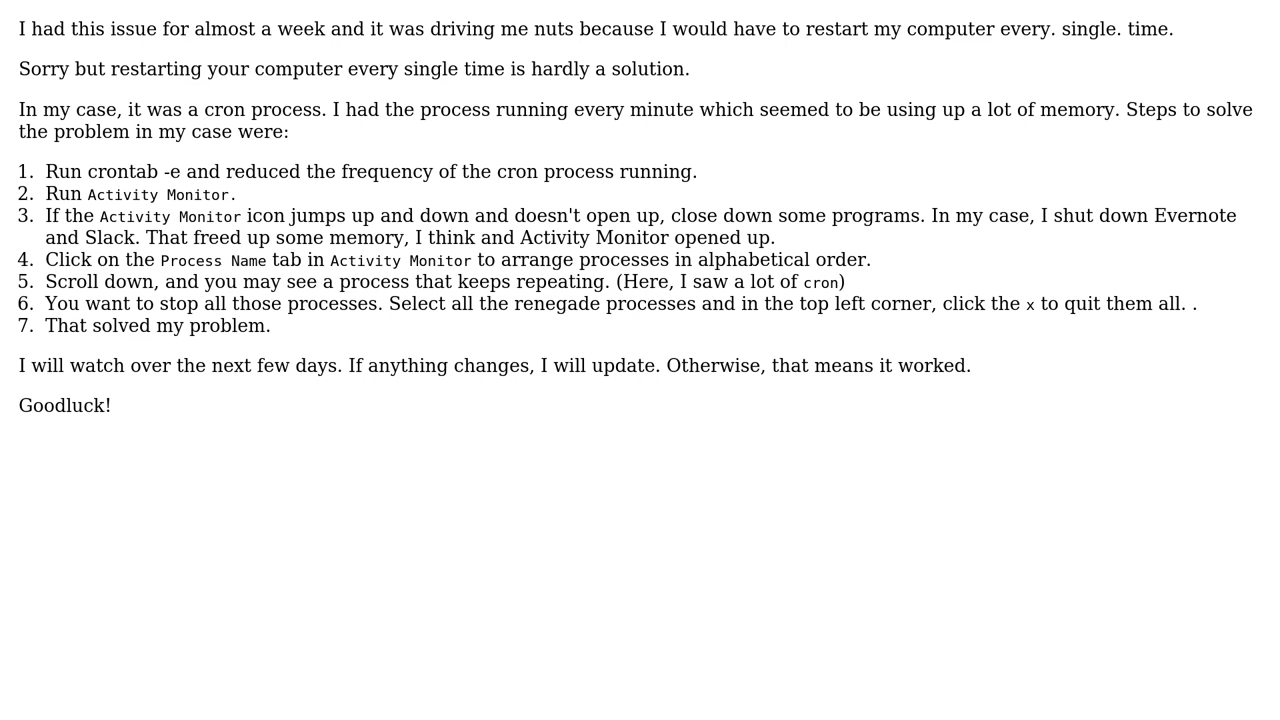 I had this issue for almost a week and it was driving me nuts because I would have to restart my computer every. single. time.
Sorry but restarting your computer every single time is hardly a solution.
In my case, it was a cron process. I had the process running every minute which seemed to be using up a lot of memory. Steps to solve
the problem in my case were:
1. Run crontab -e and reduced the frequency of the cron process running.
2. Run Activity Monitor.
3. If the Activity Monitor icon jumps up and down and doesn't open up, close down some programs. In my case, I shut down Evernote
and Slack. That freed up some memory, I think and Activity Monitor opened up.
4. Click on the Process Name tab in Activity Monitor to arrange processes in alphabetical order.
5. Scroll down, and you may see a process that keeps repeating. (Here, I saw a lot of cron)
6. You want to stop all those processes. Select all the renegade processes and in the top left corner, click the x to quit them all. .
7. That solved my problem.
I will watch over the next few days. If anything changes, I will update. Otherwise, that means it worked.
Goodluck!